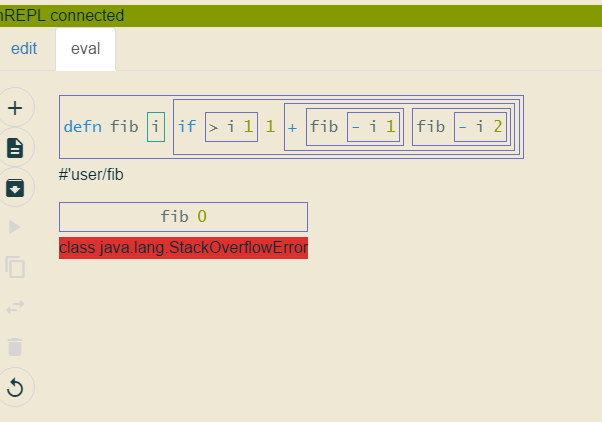 nREPL connected
edit eval
defn fib i if > i 1 1 + fib - i 1 fib - i 2
#'user/fib
fib 0
class java.lang.StackOverflowError